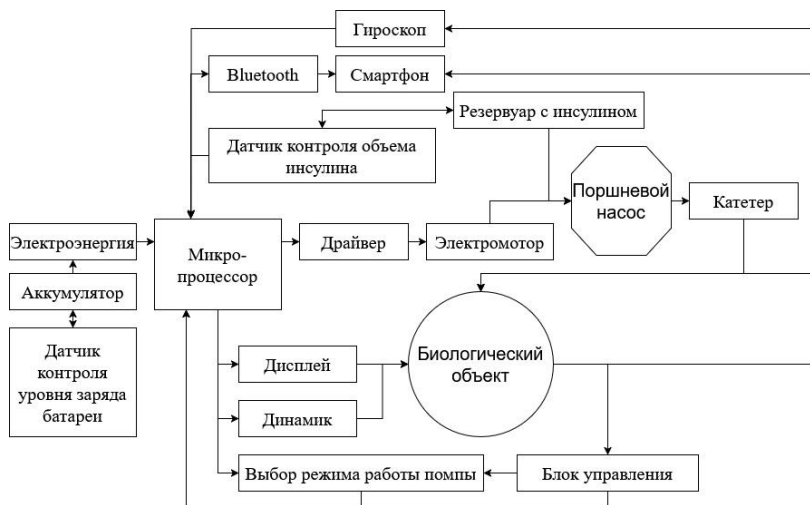 Гироскоп
Bluetooth
Смартфон
Резервуар с инсулином
Датчик контроля объема
инсулина
Поршневой
насос
Катетер
Электроэнергия
Микро-
процессор
Драйвер
Электромотор
Аккумулятор
Датчик
контроля
уровня заряда
батареи
Дисплей
Биологический
объект
Динамик
Выбор режима работы помпы
Блок управления